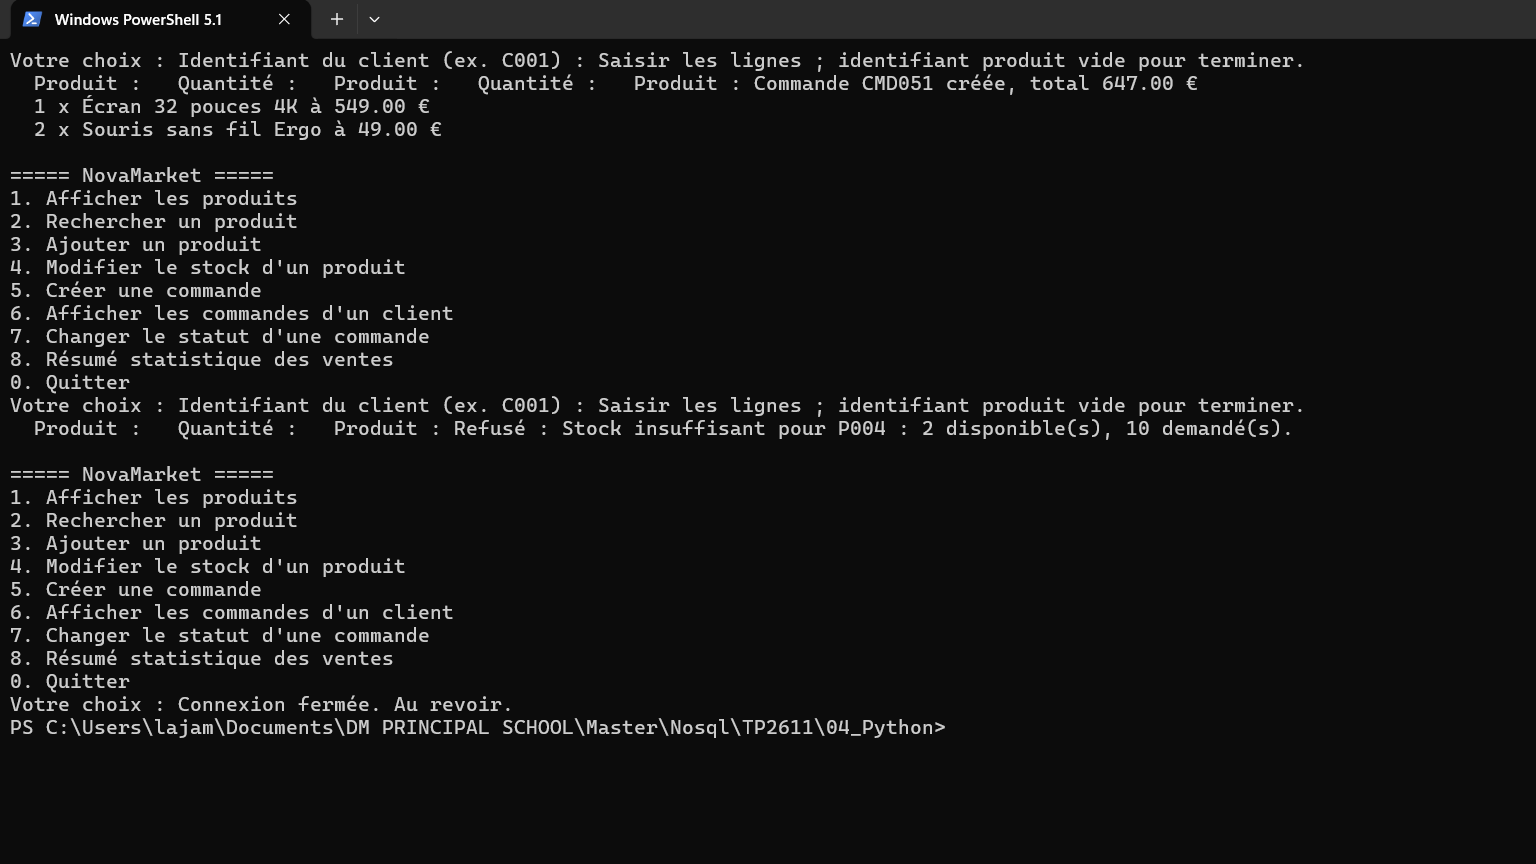 Windows PowerShell 5.1
Votre choix : Identifiant du client (ex. C001) : Saisir les lignes ; identifiant produit vide pour terminer.
  Produit :   Quantité :   Produit :   Quantité :   Produit : Commande CMD051 créée, total 647.00 €
  1 x Écran 32 pouces 4K à 549.00 €
  2 x Souris sans fil Ergo à 49.00 €

===== NovaMarket =====
1. Afficher les produits
2. Rechercher un produit
3. Ajouter un produit
4. Modifier le stock d'un produit
5. Créer une commande
6. Afficher les commandes d'un client
7. Changer le statut d'une commande
8. Résumé statistique des ventes
0. Quitter
Votre choix : Identifiant du client (ex. C001) : Saisir les lignes ; identifiant produit vide pour terminer.
  Produit :   Quantité :   Produit : Refusé : Stock insuffisant pour P004 : 2 disponible(s), 10 demandé(s).

===== NovaMarket =====
1. Afficher les produits
2. Rechercher un produit
3. Ajouter un produit
4. Modifier le stock d'un produit
5. Créer une commande
6. Afficher les commandes d'un client
7. Changer le statut d'une commande
8. Résumé statistique des ventes
0. Quitter
Votre choix : Connexion fermée. Au revoir.
PS C:\Users\lajam\Documents\DM PRINCIPAL SCHOOL\Master\Nosql\TP2611\04_Python>